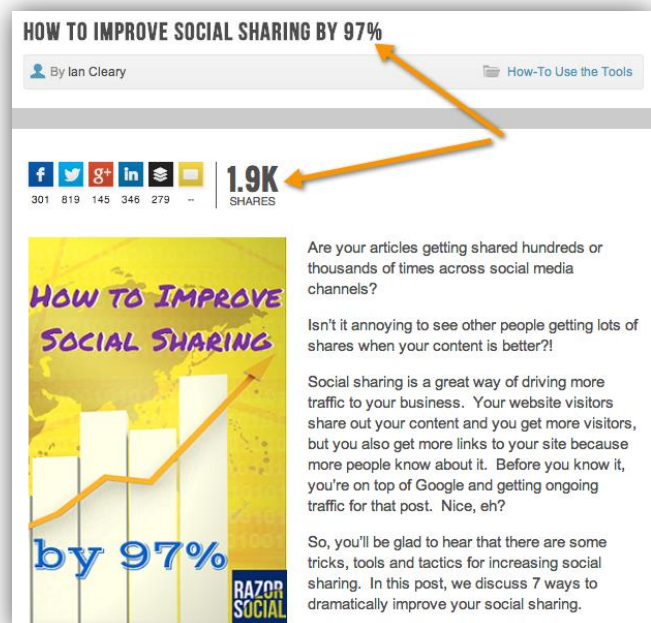 HOW TO IMPROVE SOCIAL SHARING BY 97%
By Ian Cleary
How-To Use the Tools
301 819 145 346 279 --
1.9K
SHARES
How to Improve
Social Sharing
by 97%
RAZOR
SOCIAL
Are your articles getting shared hundreds or
thousands of times across social media
channels?
Isn't it annoying to see other people getting lots of
shares when your content is better?!
Social sharing is a great way of driving more
traffic to your business.  Your website visitors
share out your content and you get more visitors,
but you also get more links to your site because
more people know about it.  Before you know it,
you're on top of Google and getting ongoing
traffic for that post.  Nice, eh?
So, you'll be glad to hear that there are some
tricks, tools and tactics for increasing social
sharing.  In this post, we discuss 7 ways to
dramatically improve your social sharing.